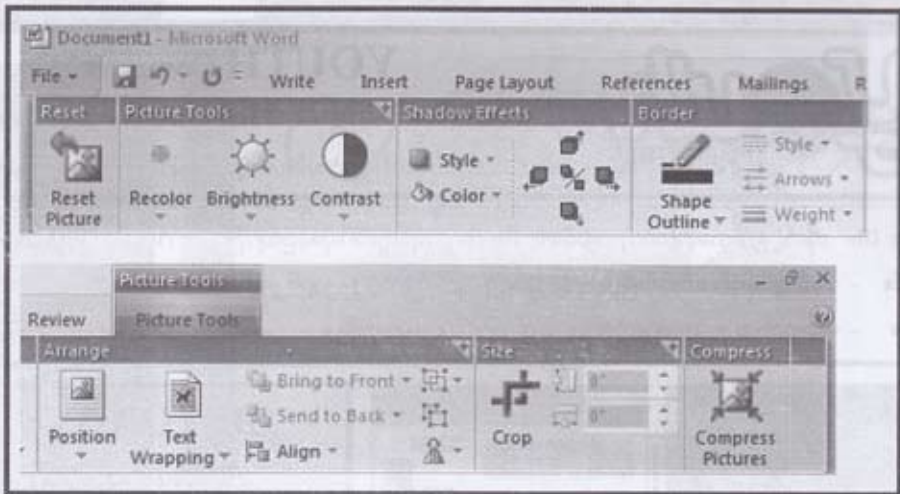 Document1 - Microsoft Word
File Write Insert Page Layout References Mailings R
Reset Picture Tools Shadow Effects Border
Style Style
Recolor Brightness Contrast Color Arrows
Reset Picture Shape Outline Weight
Picture Tools
Review Picture Tools
Arrange Size Compress
Bring to Front 0"
Send to Back 0"
Position Text Wrapping Align Crop Compress Pictures